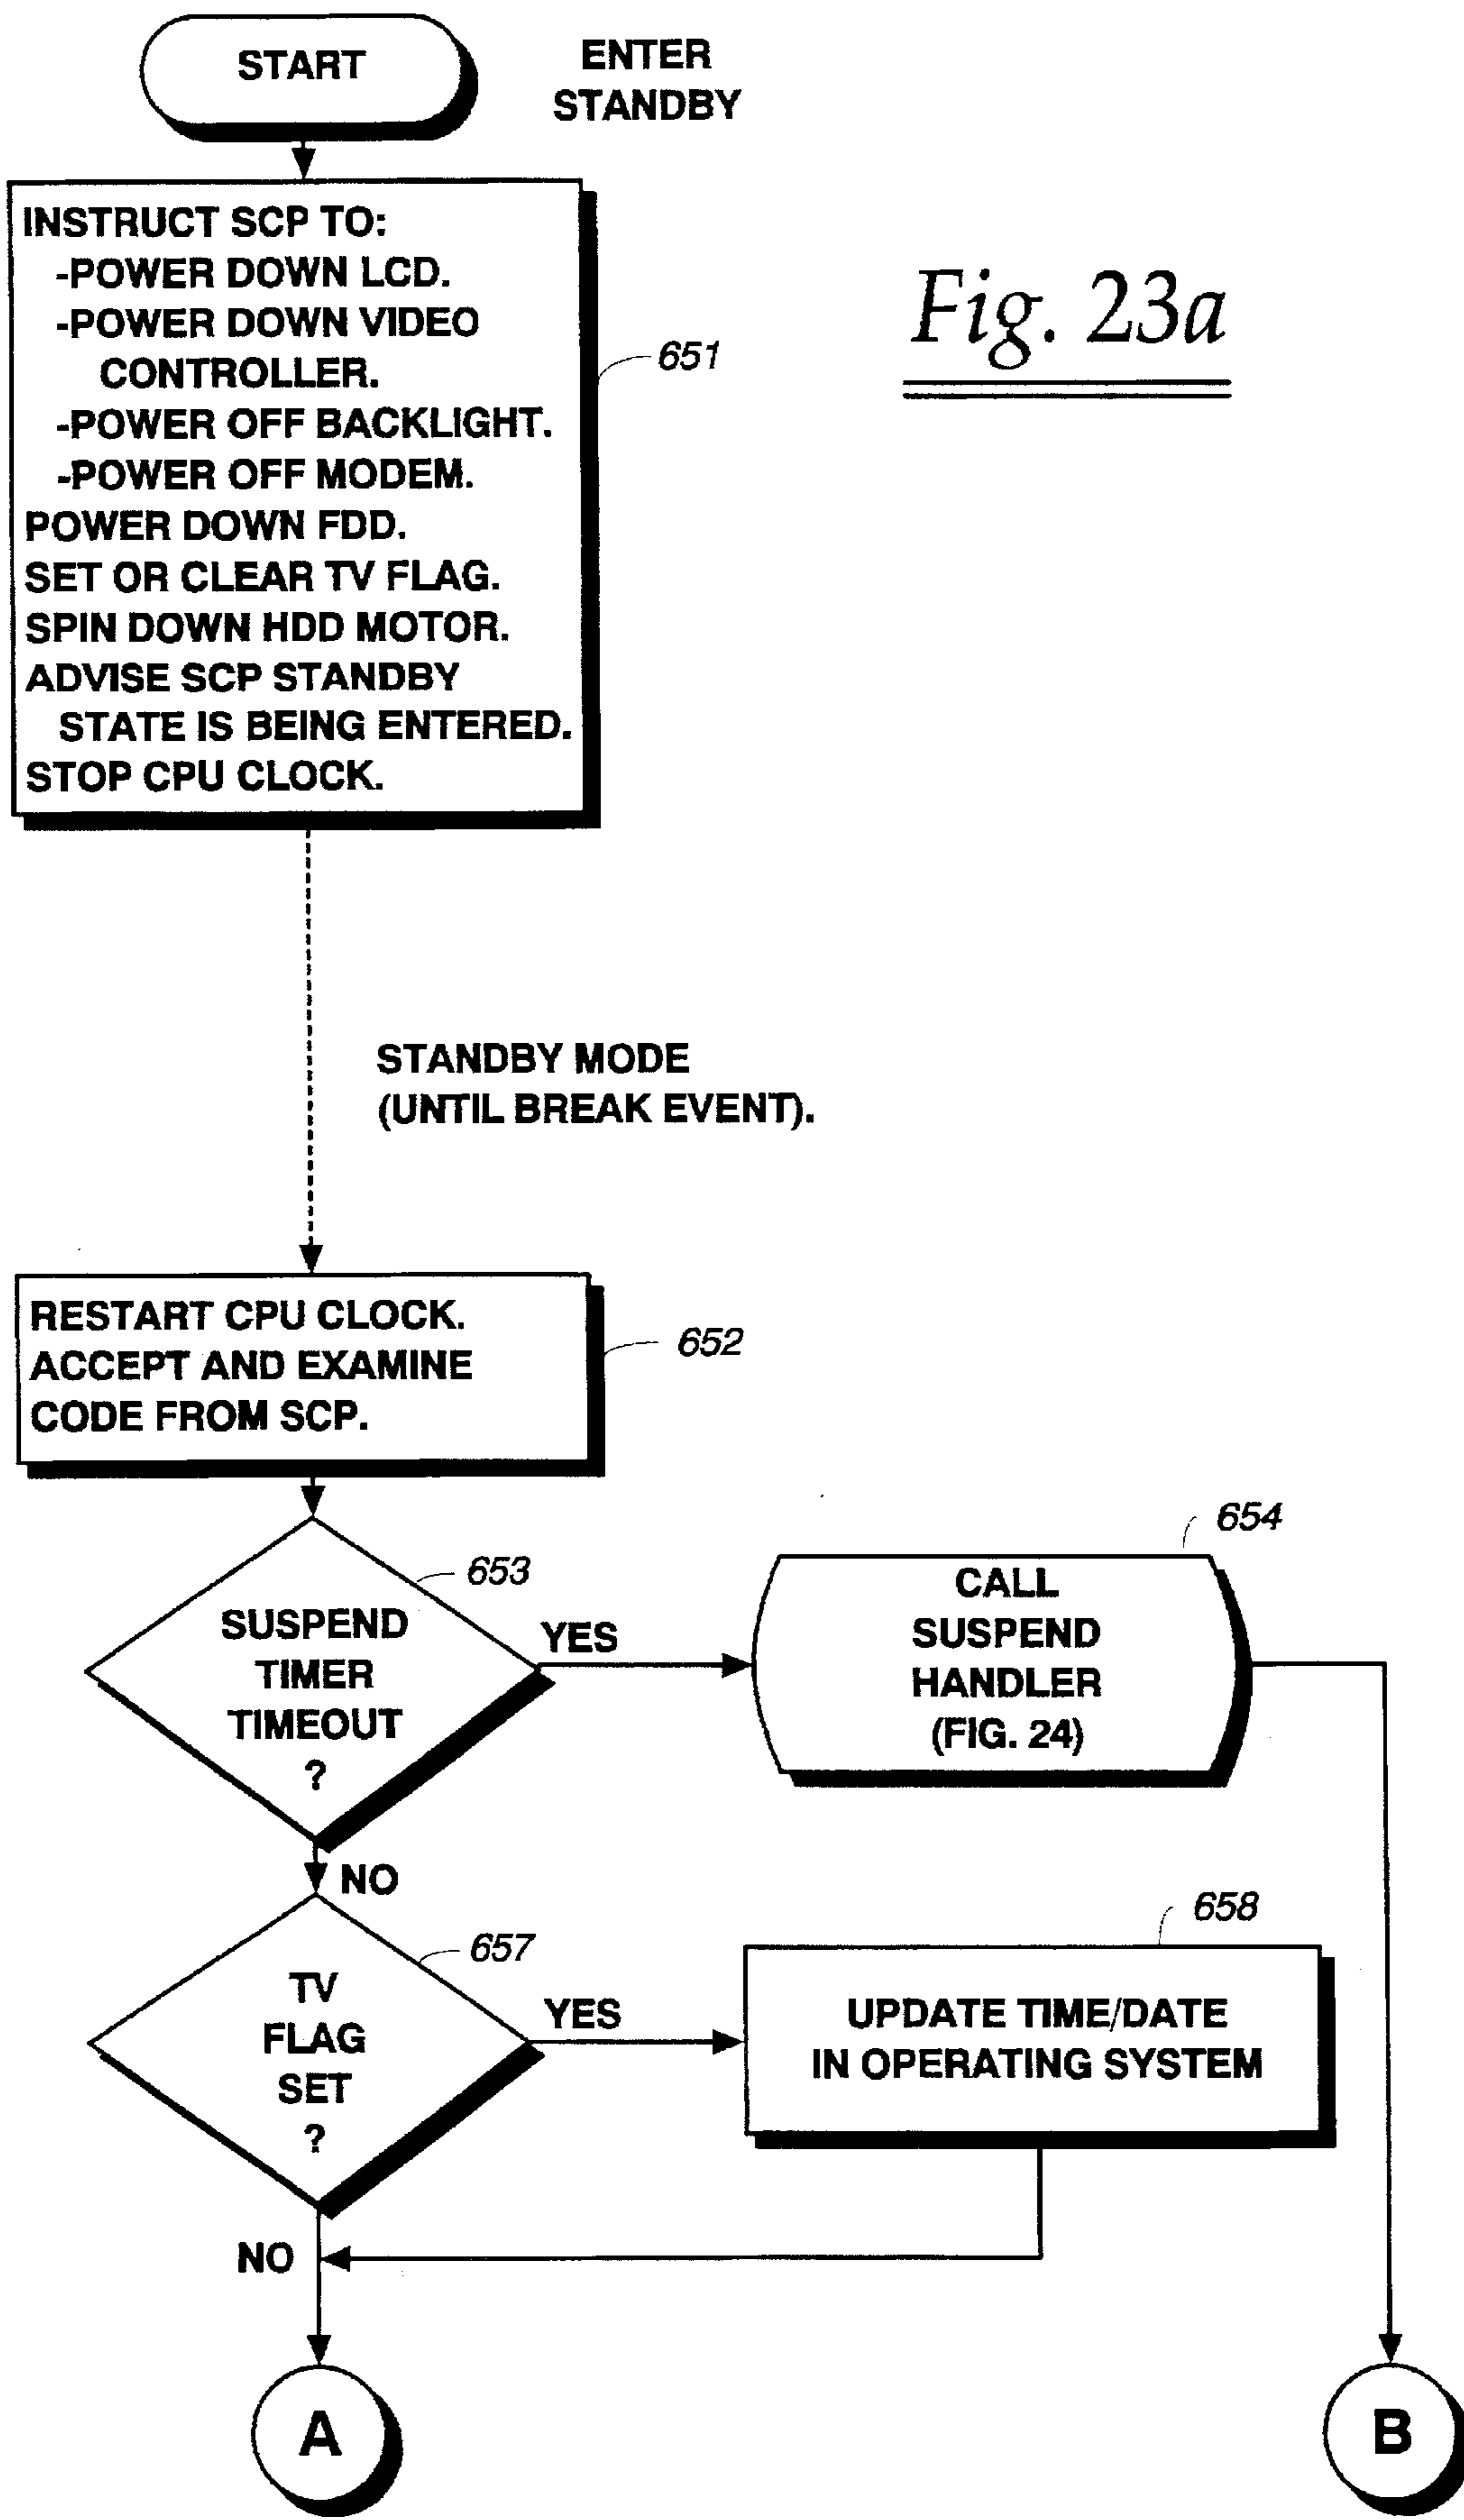 START
ENTER
STANDBY
INSTRUCT SCP TO:
-POWER DOWN LCD.
-POWER DOWN VIDEO
CONTROLLER.
-POWER OFF BACKLIGHT.
-POWER OFF MODEM.
POWER DOWN FDD.
SET OR CLEAR TV FLAG.
SPIN DOWN HDD MOTOR.
ADVISE SCP STANDBY
STATE IS BEING ENTERED.
STOP CPU CLOCK.
651
Fig. 23a
STANDBY MODE
(UNTIL BREAK EVENT).
RESTART CPU CLOCK.
ACCEPT AND EXAMINE
CODE FROM SCP.
652
653
SUSPEND
TIMER
TIMEOUT
?
YES
654
CALL
SUSPEND
HANDLER
(FIG. 24)
NO
657
TV
FLAG
SET
?
YES
658
UPDATE TIME/DATE
IN OPERATING SYSTEM
NO
A
B